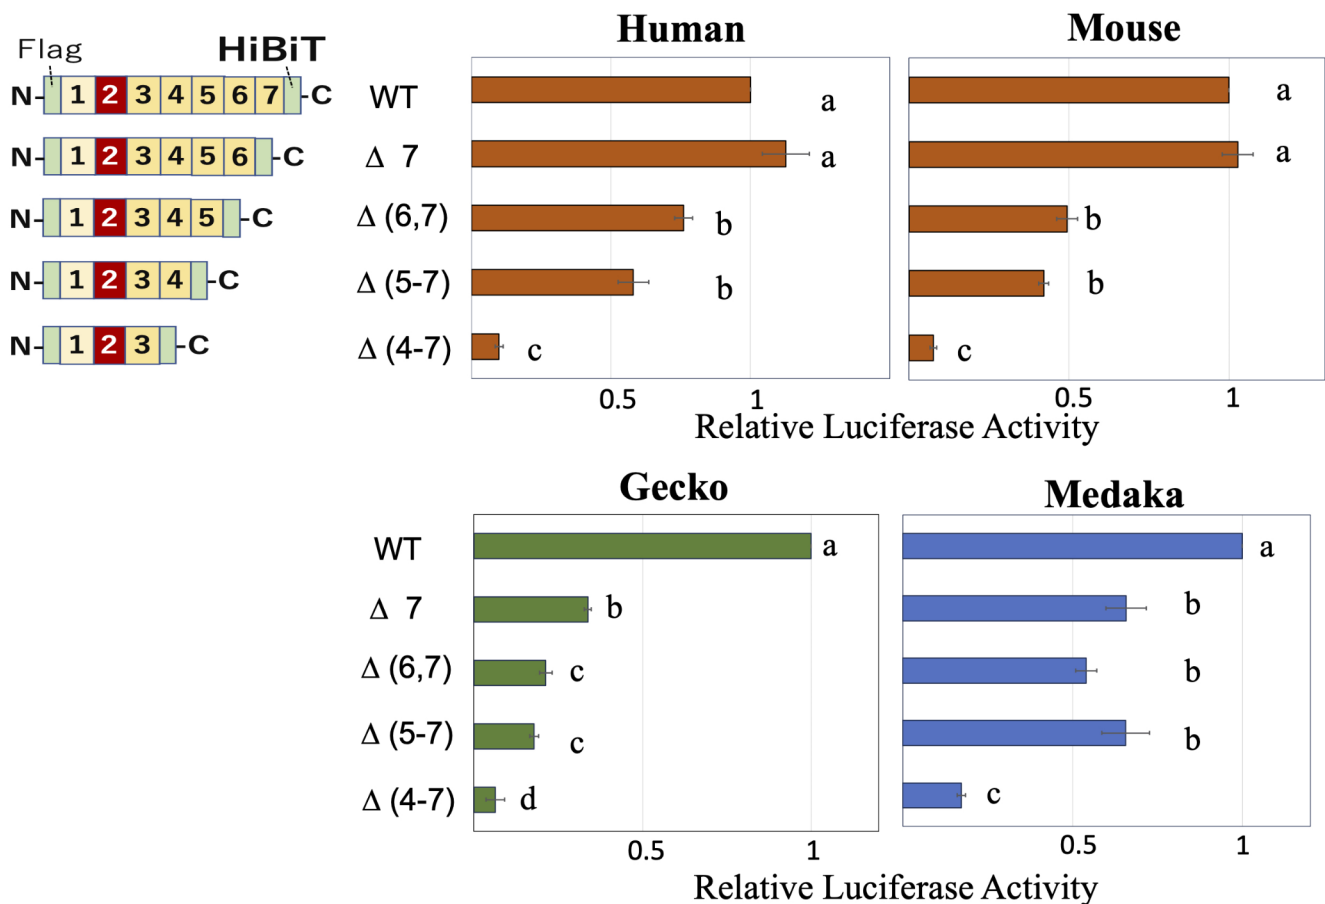 Human Mouse
Flag HiBiT
N- 1 2 3 4 5 6 7 -C WT a a
N- 1 2 3 4 5 6 -C Δ 7 a a
N- 1 2 3 4 5 -C Δ (6,7) b b
N- 1 2 3 4 -C Δ (5-7) b b
N- 1 2 3 -C Δ (4-7) c c
0.5 1 0.5 1
Relative Luciferase Activity
Gecko Medaka
WT a a
Δ 7 b b
Δ (6,7) c b
Δ (5-7) c b
Δ (4-7) d c
0.5 1 0.5 1
Relative Luciferase Activity